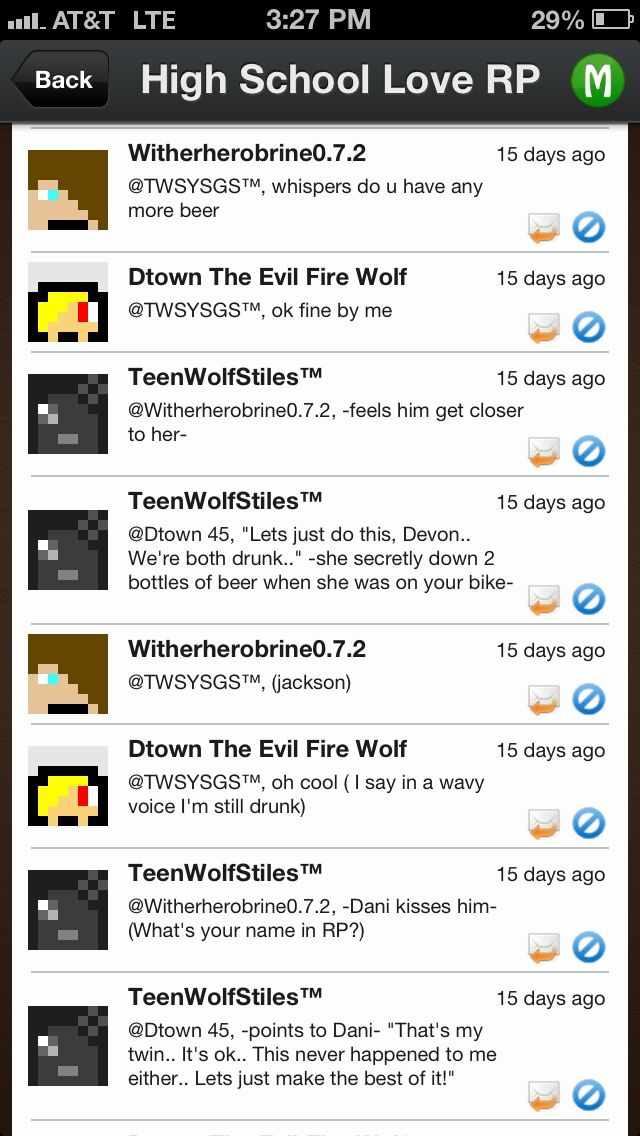 AT&T LTE 3:27 PM 29%
Back High School Love RP M
Witherherobrine0.7.2 15 days ago
@TWSYSGS™, whispers do u have any
more beer
Dtown The Evil Fire Wolf 15 days ago
@TWSYSGS™, ok fine by me
TeenWolfStiles™ 15 days ago
@Witherherobrine0.7.2, -feels him get closer
to her-
TeenWolfStiles™ 15 days ago
@Dtown 45, "Lets just do this, Devon..
We're both drunk.." -she secretly down 2
bottles of beer when she was on your bike-
Witherherobrine0.7.2 15 days ago
@TWSYSGS™, (jackson)
Dtown The Evil Fire Wolf 15 days ago
@TWSYSGS™, oh cool ( I say in a wavy
voice I'm still drunk)
TeenWolfStiles™ 15 days ago
@Witherherobrine0.7.2, -Dani kisses him-
(What's your name in RP?)
TeenWolfStiles™ 15 days ago
@Dtown 45, -points to Dani- "That's my
twin.. It's ok.. This never happened to me
either.. Lets just make the best of it!"